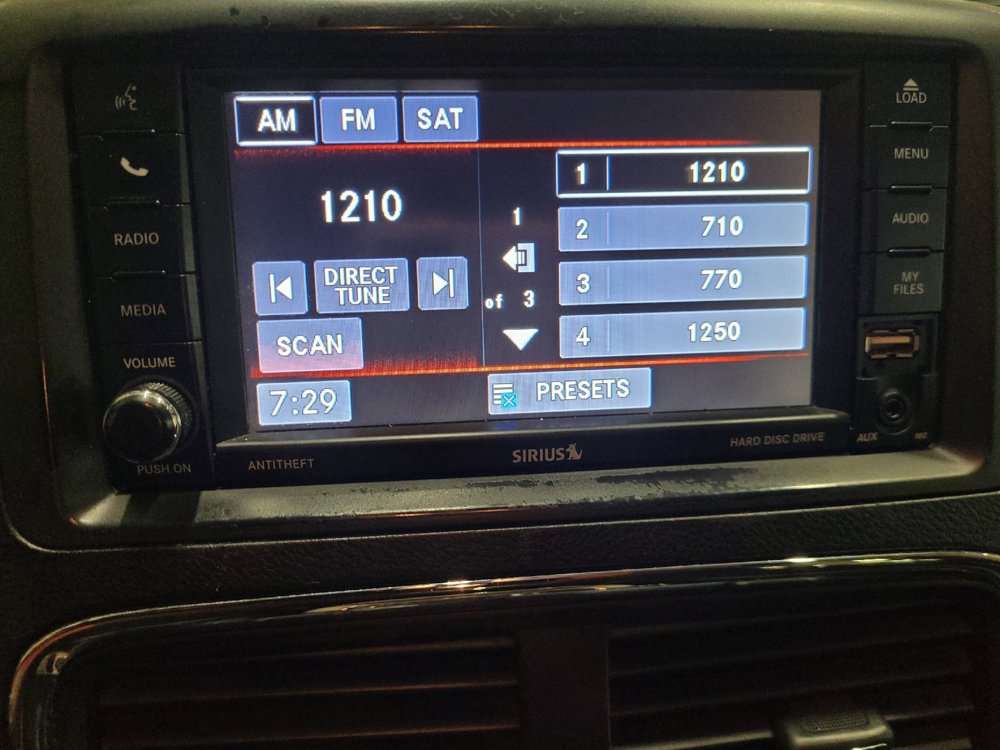 AM FM SAT
1210
DIRECT
TUNE
SCAN
7:29
1
of 3
1 1210
2 710
3 770
4 1250
PRESETS
RADIO
MEDIA
VOLUME
PUSH ON
LOAD
MENU
AUDIO
MY
FILES
AUX
ANTITHEFT
SIRIUS
HARD DISC DRIVE